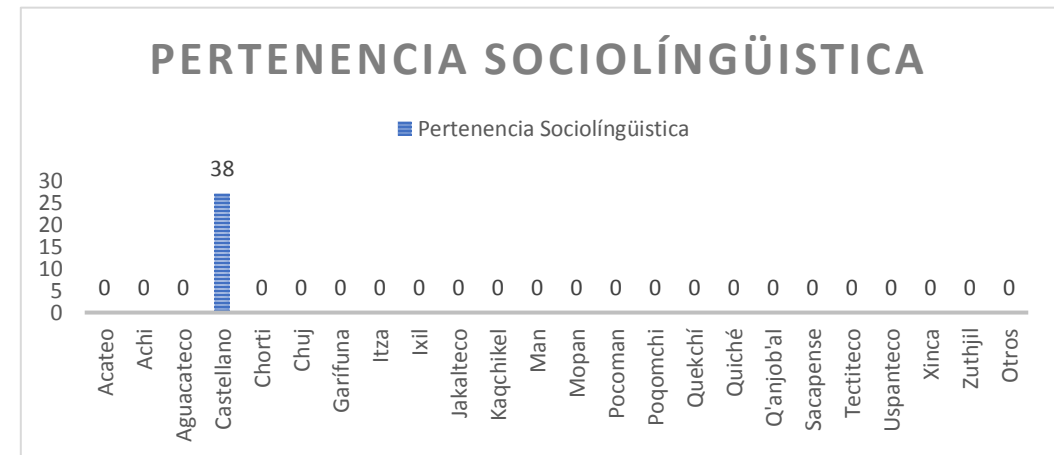 PERTENENCIA SOCIOLÍNGÜISTICA
Pertenencia Sociolíngüistica
38
30
25
20
15
10
5
0
0 0 0 0 0 0 0 0 0 0 0 0 0 0 0 0 0 0 0 0 0 0 0
Acateo
Achi
Aguacateco
Castellano
Chorti
Chuj
Garífuna
Itza
Ixil
Jakalteco
Kaqchikel
Man
Mopan
Pocoman
Poqomchi
Quekchí
Quiché
Q'anjob'al
Sacapense
Tectiteco
Uspanteco
Xinca
Zuthjil
Otros